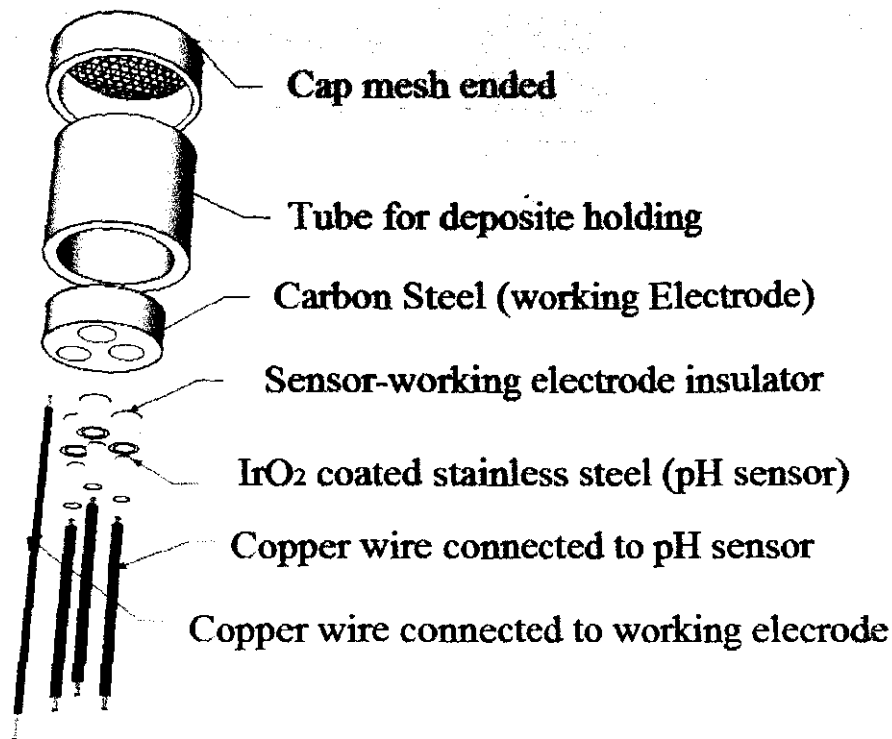 Cap mesh ended
Tube for deposite holding
Carbon Steel (working Electrode)
Sensor-working electrode insulator
IrO₂ coated stainless steel (pH sensor)
Copper wire connected to pH sensor
Copper wire connected to working elecrode